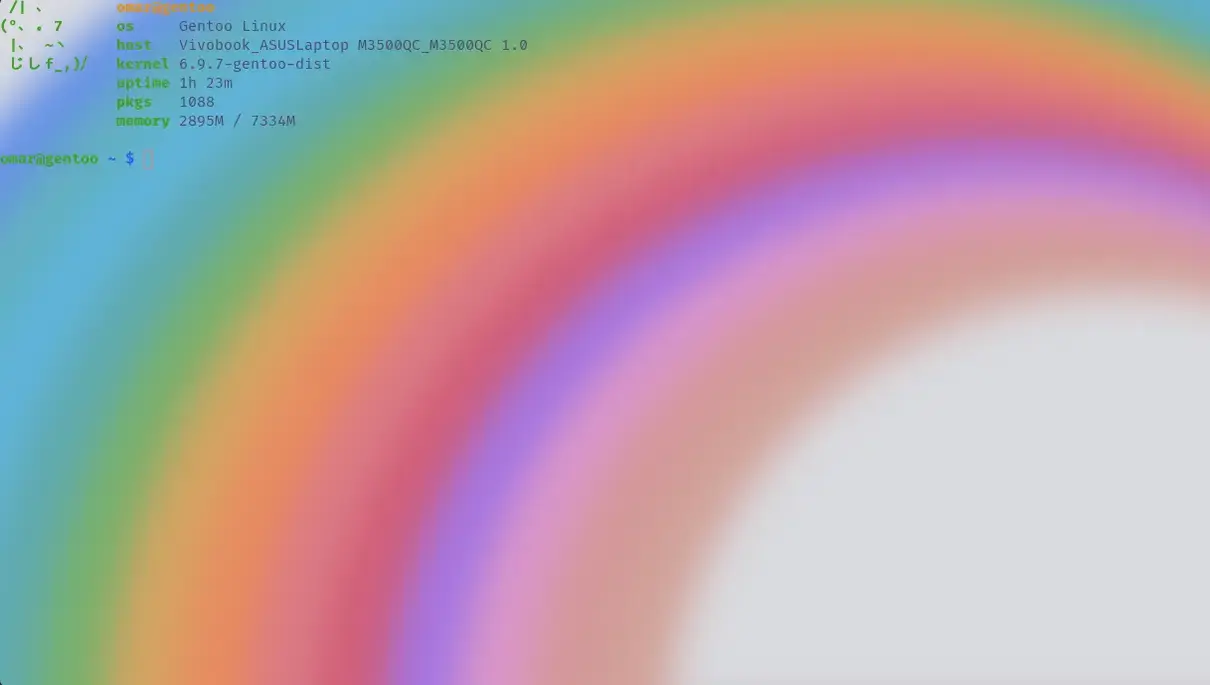 ／|、 omar@gentoo
(°、 。7 os Gentoo Linux
|、 ~ヽ host Vivobook_ASUSLaptop M3500QC_M3500QC 1.0
じしf_,)/ kernel 6.9.7-gentoo-dist
uptime 1h 23m
pkgs 1088
memory 2895M / 7334M
omar@gentoo ~ $